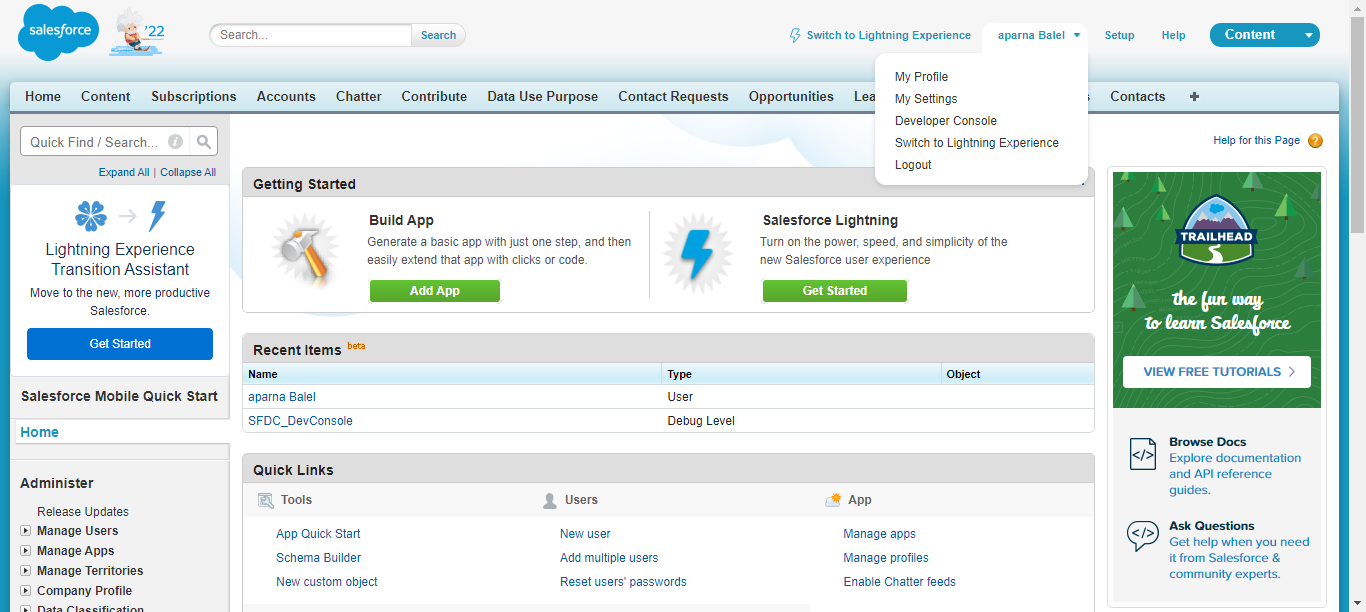 salesforce
'22
Search...
Search
Switch to Lightning Experience
aparna Balel
Setup
Help
Content
My Profile
My Settings
Developer Console
Switch to Lightning Experience
Logout
Home Content Subscriptions Accounts Chatter Contribute Data Use Purpose Contact Requests Opportunities Contacts +
Quick Find / Search...
Expand All | Collapse All
Lightning Experience
Transition Assistant
Move to the new, more productive
Salesforce.
Get Started
Salesforce Mobile Quick Start
Home
Administer
Release Updates
Manage Users
Manage Apps
Manage Territories
Company Profile
Data Classification
Help for this Page ?
Getting Started
Build App
Generate a basic app with just one step, and then
easily extend that app with clicks or code.
Add App
Salesforce Lightning
Turn on the power, speed, and simplicity of the
new Salesforce user experience
Get Started
Recent Items beta
Name Type Object
aparna Balel User
SFDC_DevConsole Debug Level
Quick Links
Tools Users App
App Quick Start New user Manage apps
Schema Builder Add multiple users Manage profiles
New custom object Reset users' passwords Enable Chatter feeds
TRAILHEAD
the fun way
to learn Salesforce
VIEW FREE TUTORIALS
</>
Browse Docs
Explore documentation
and API reference
guides.
</>
Ask Questions
Get help when you need
it from Salesforce &
community experts.